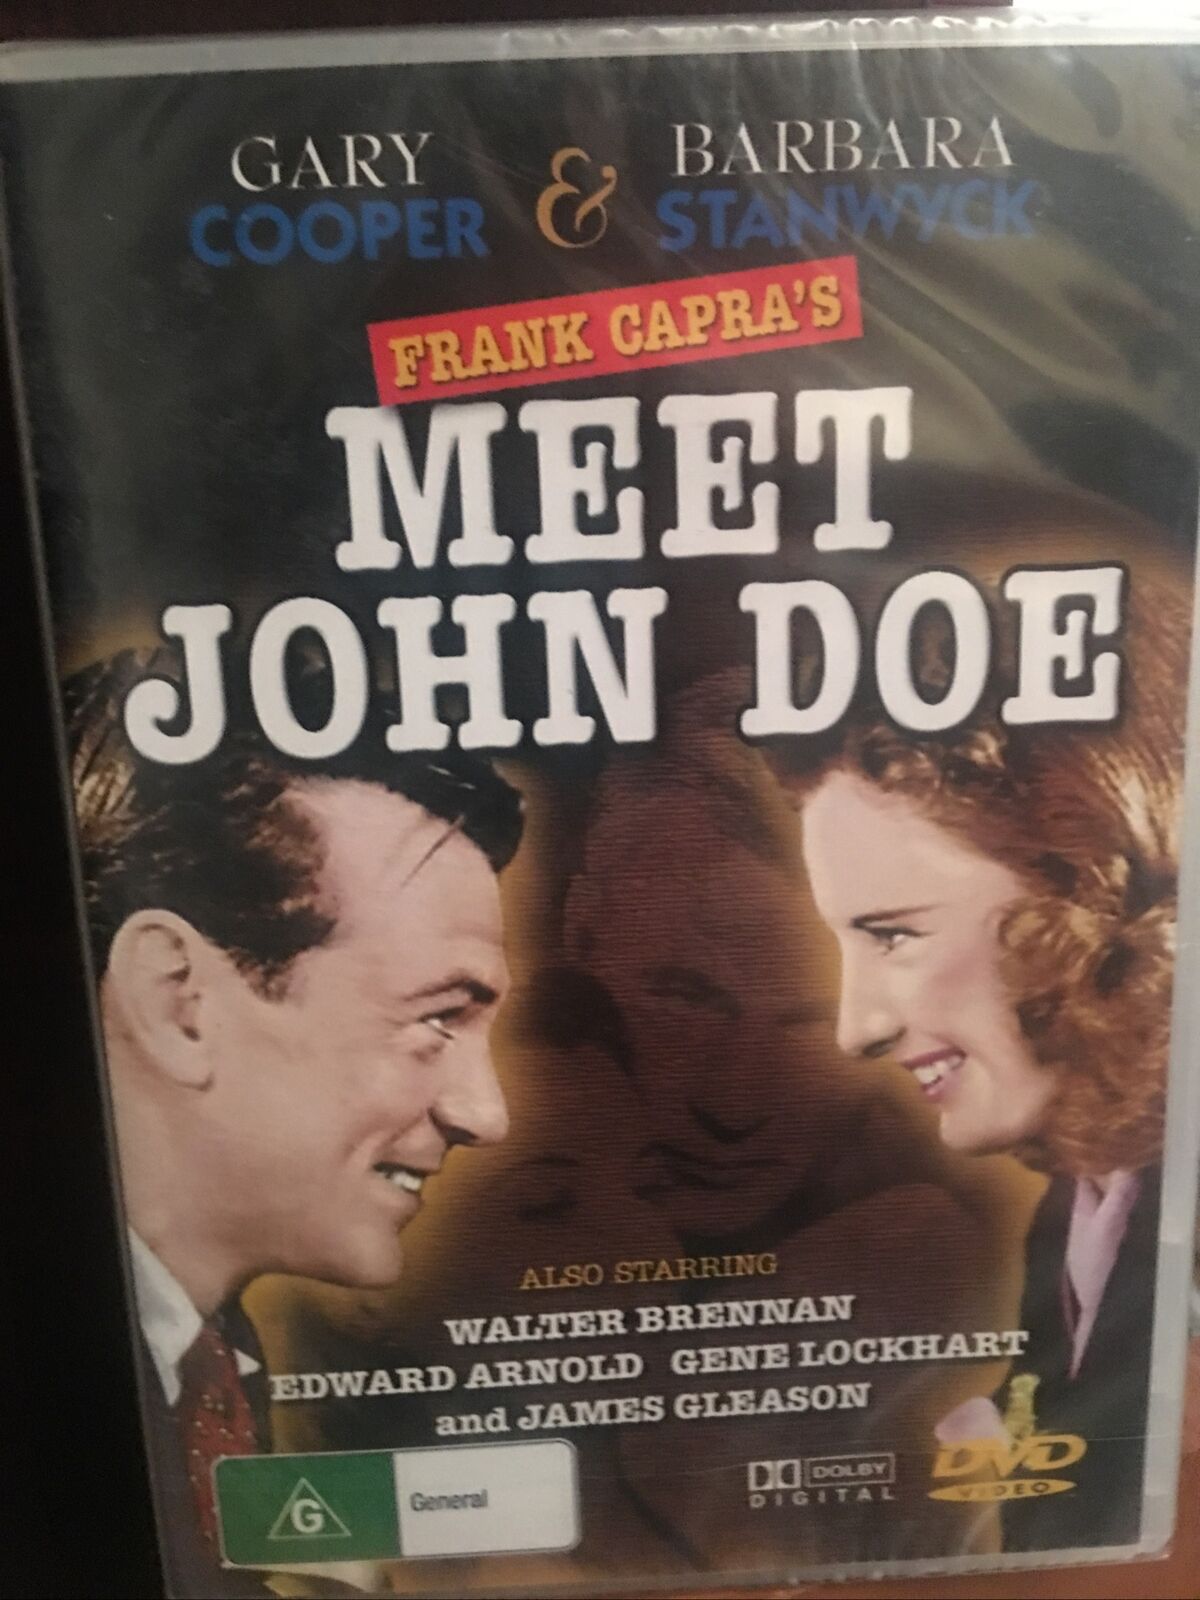 GARY & BARBARA
COOPER STANWYCK
FRANK CAPRA'S
MEET
JOHN DOE
ALSO STARRING
WALTER BRENNAN
EDWARD ARNOLD GENE LOCKHART
and JAMES GLEASON
G General
DOLBY
DIGITAL
DVD
VIDEO